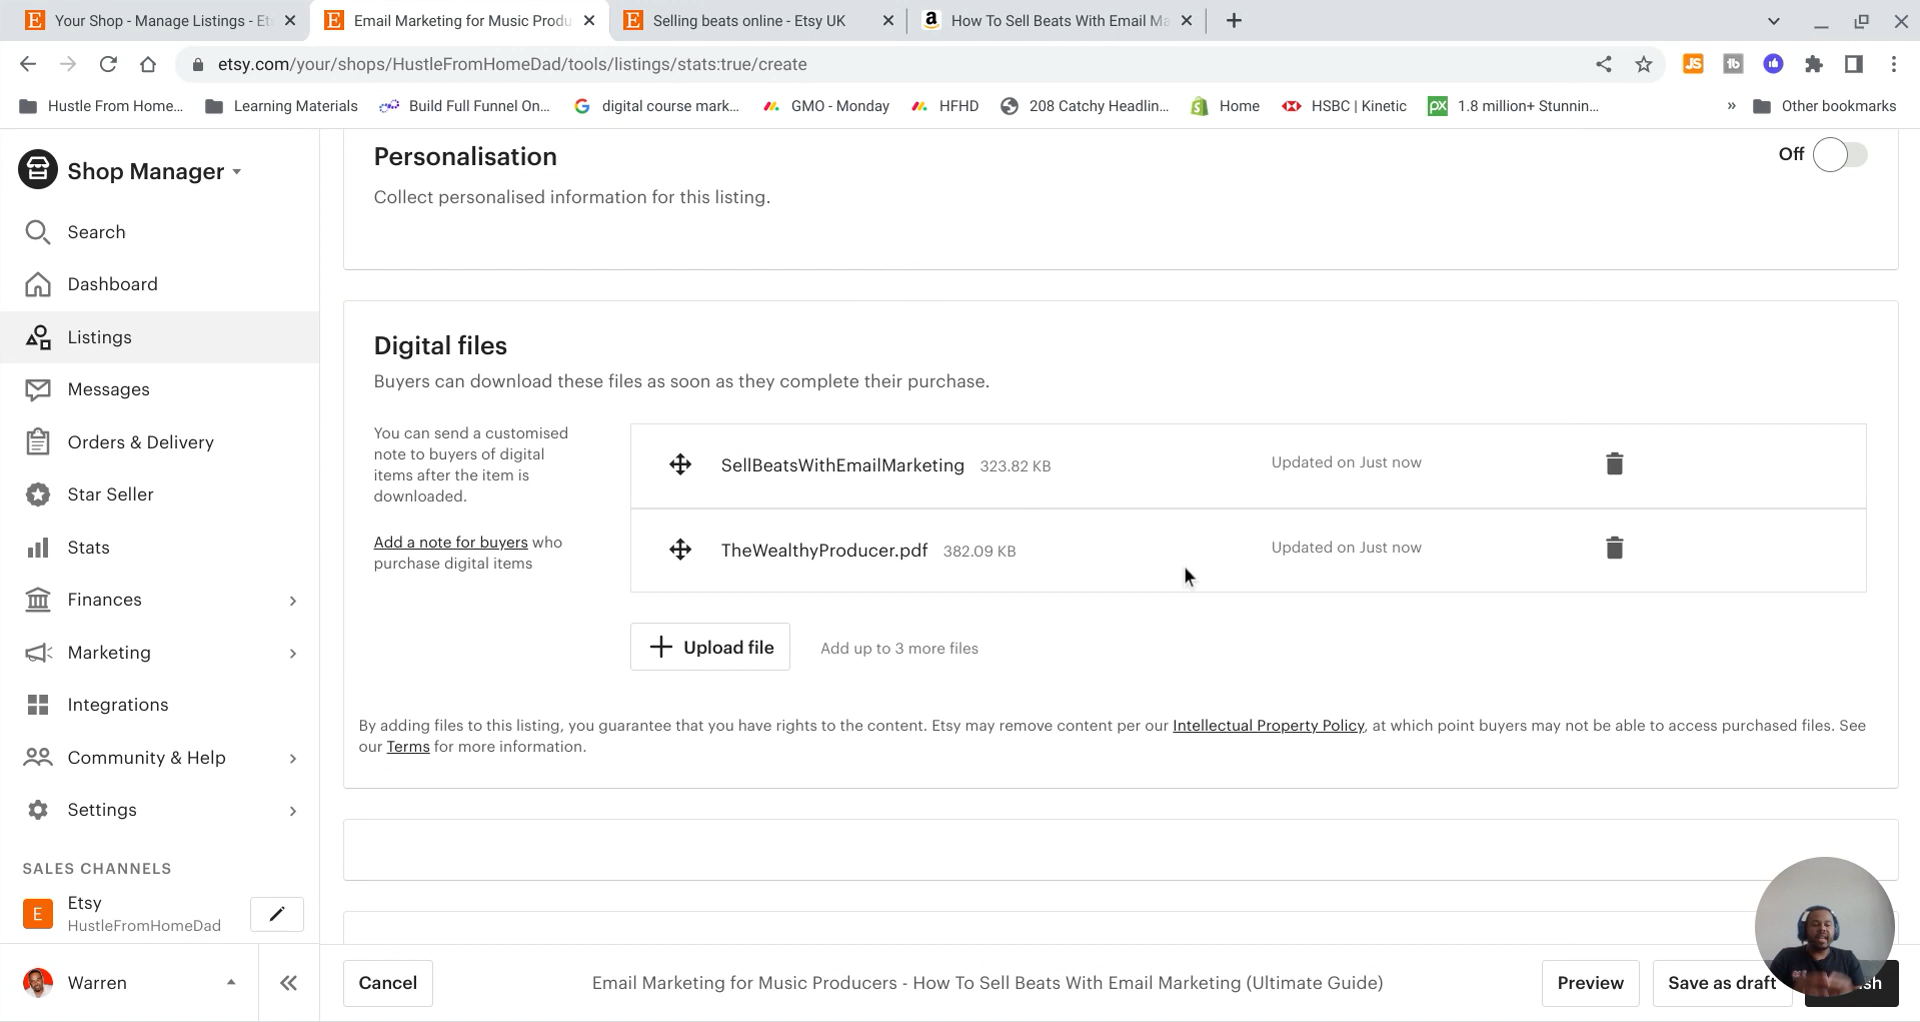 Your Shop - Manage Listings - Et
Email Marketing for Music Produ
Selling beats online - Etsy UK
How To Sell Beats With Email Ma
etsy.com/your/shops/HustleFromHomeDad/tools/listings/stats:true/create
Hustle From Home...
Learning Materials
Build Full Funnel On...
digital course mark...
GMO - Monday
HFHD
208 Catchy Headlin...
Home
HSBC | Kinetic
1.8 million+ Stunnin...
»
Other bookmarks
Shop Manager
Search
Dashboard
Listings
Messages
Orders & Delivery
Star Seller
Stats
Finances
Marketing
Integrations
Community & Help
Settings
SALES CHANNELS
E
Etsy
HustleFromHomeDad
Warren
Personalisation
Off
Collect personalised information for this listing.
Digital files
Buyers can download these files as soon as they complete their purchase.
You can send a customised
note to buyers of digital
items after the item is
downloaded.
Add a note for buyers who
purchase digital items
SellBeatsWithEmailMarketing 323.82 KB Updated on Just now
TheWealthyProducer.pdf 382.09 KB Updated on Just now
Upload file
Add up to 3 more files
By adding files to this listing, you guarantee that you have rights to the content. Etsy may remove content per our Intellectual Property Policy, at which point buyers may not be able to access purchased files. See
our Terms for more information.
Cancel
Email Marketing for Music Producers - How To Sell Beats With Email Marketing (Ultimate Guide)
Preview
Save as draft